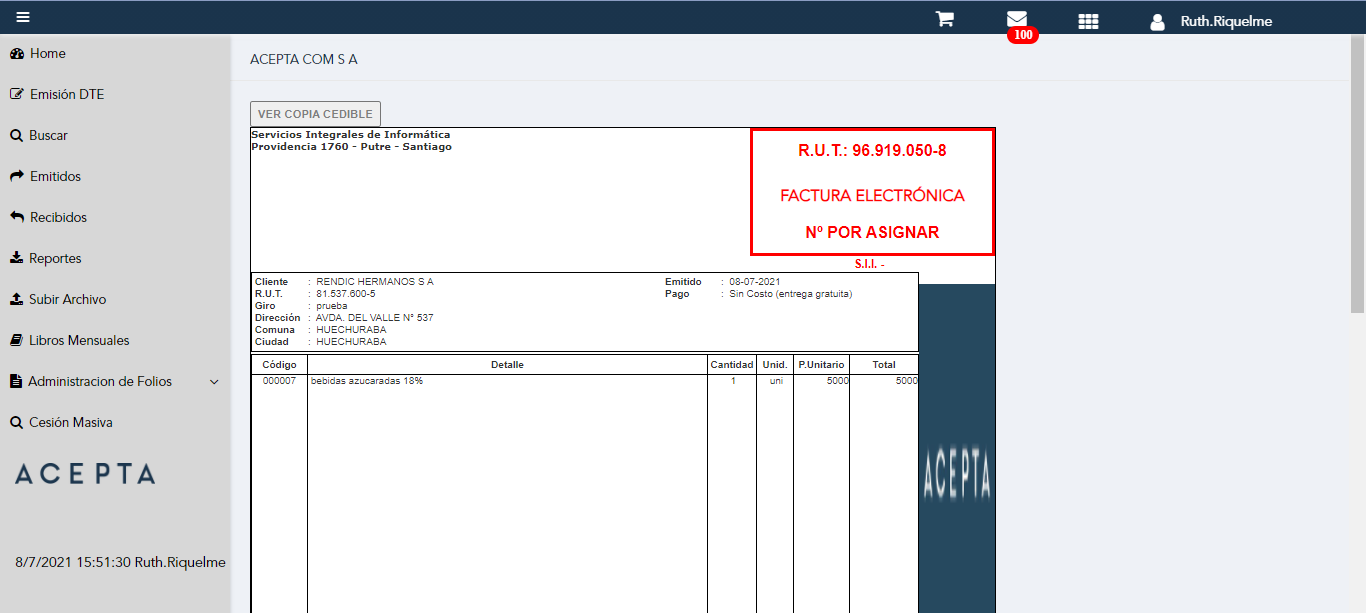 Ruth.Riquelme
100
Home
Emisión DTE
Buscar
Emitidos
Recibidos
Reportes
Subir Archivo
Libros Mensuales
Administracion de Folios
Cesión Masiva
ACEPTA
8/7/2021 15:51:30 Ruth.Riquelme
ACEPTA COM S A
VER COPIA CEDIBLE
Servicios Integrales de Informática
Providencia 1760 - Putre - Santiago
R.U.T.: 96.919.050-8
FACTURA ELECTRÓNICA
Nº POR ASIGNAR
S.I.I. -
Cliente : RENDIC HERMANOS S A Emitido : 08-07-2021
R.U.T. : 81.537.600-5 Pago : Sin Costo (entrega gratuita)
Giro : prueba
Dirección : AVDA. DEL VALLE N° 537
Comuna : HUECHURABA
Ciudad : HUECHURABA
Código Detalle Cantidad Unid. P.Unitario Total
000007 bebidas azucaradas 18% 1 uni 5000 5000
ACEPTA